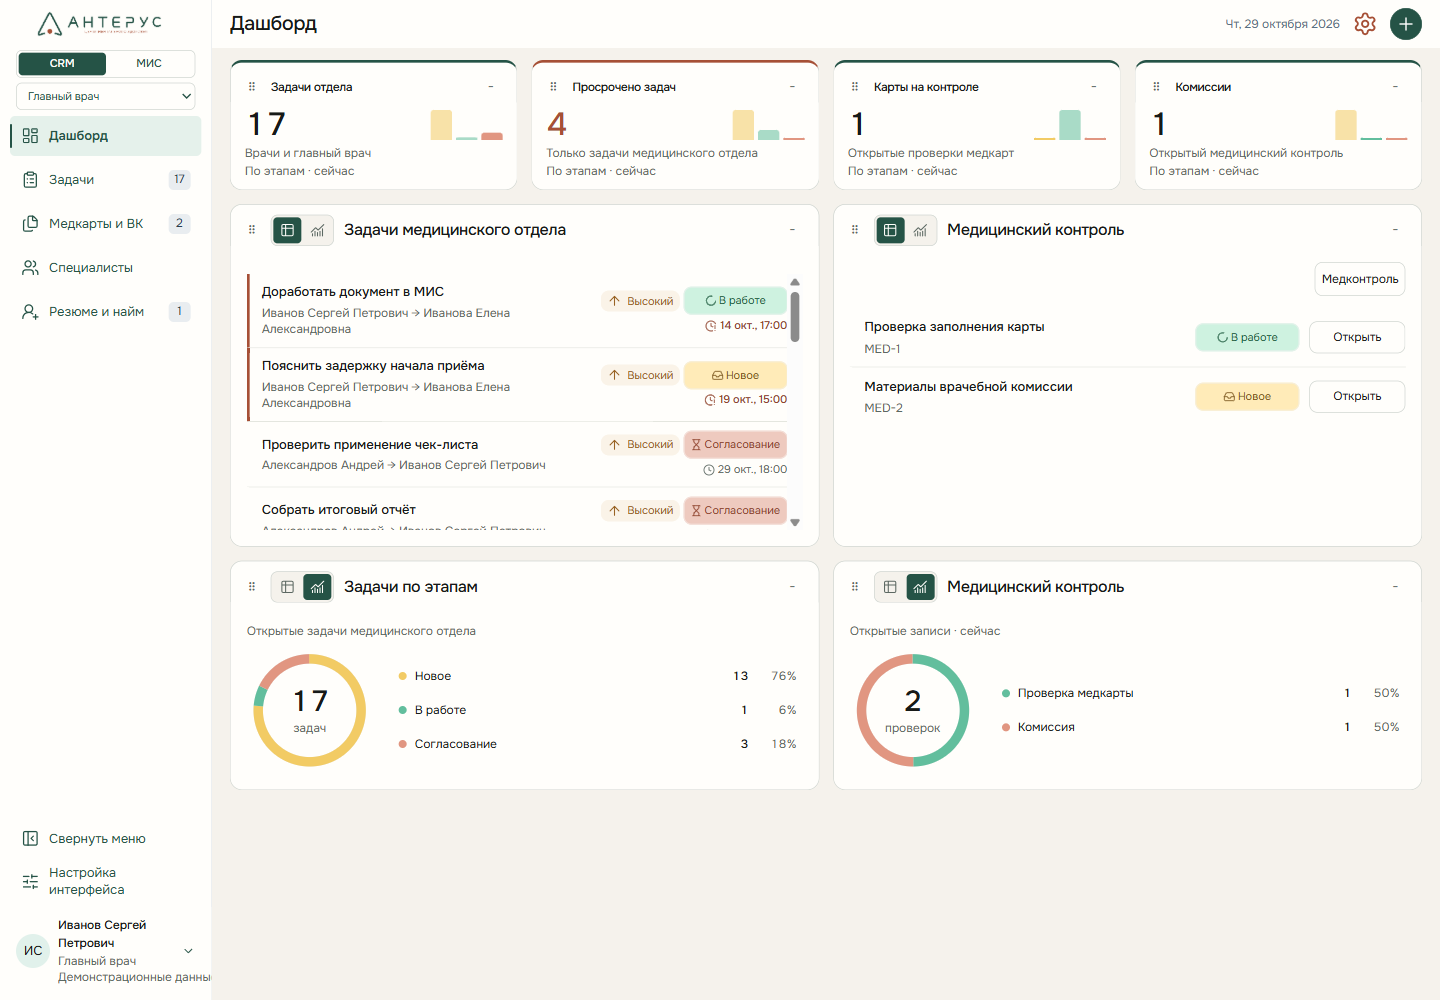 АНТЕРУС
CRM
МИС
Главный врач
Дашборд
Задачи
17
Медкарты и ВК
2
Специалисты
Резюме и найм
1
Свернуть меню
Настройка
интерфейса
ИС
Иванов Сергей
Петрович
Главный врач
Демонстрационные данны
Дашборд
Чт, 29 октября 2026
Задачи отдела
-
17
Врачи и главный врач
По этапам · сейчас
Просрочено задач
-
4
Только задачи медицинского отдела
По этапам · сейчас
Карты на контроле
-
1
Открытые проверки медкарт
По этапам · сейчас
Комиссии
-
1
Открытый медицинский контроль
По этапам · сейчас
Задачи медицинского отдела
-
Доработать документ в МИС
Иванов Сергей Петрович → Иванова Елена
Александровна
Высокий
В работе
14 окт., 17:00
Пояснить задержку начала приёма
Иванов Сергей Петрович → Иванова Елена
Александровна
Высокий
Новое
19 окт., 15:00
Проверить применение чек-листа
Александров Андрей → Иванов Сергей Петрович
Высокий
Согласование
29 окт., 18:00
Собрать итоговый отчёт
Александров Андрей → Иванов Сергей Петрович
Высокий
Согласование
Медицинский контроль
-
Медконтроль
Проверка заполнения карты
MED-1
В работе
Открыть
Материалы врачебной комиссии
MED-2
Новое
Открыть
Задачи по этапам
-
Открытые задачи медицинского отдела
17
задач
Новое 13 76%
В работе 1 6%
Согласование 3 18%
Медицинский контроль
-
Открытые записи · сейчас
2
проверок
Проверка медкарты 1 50%
Комиссия 1 50%